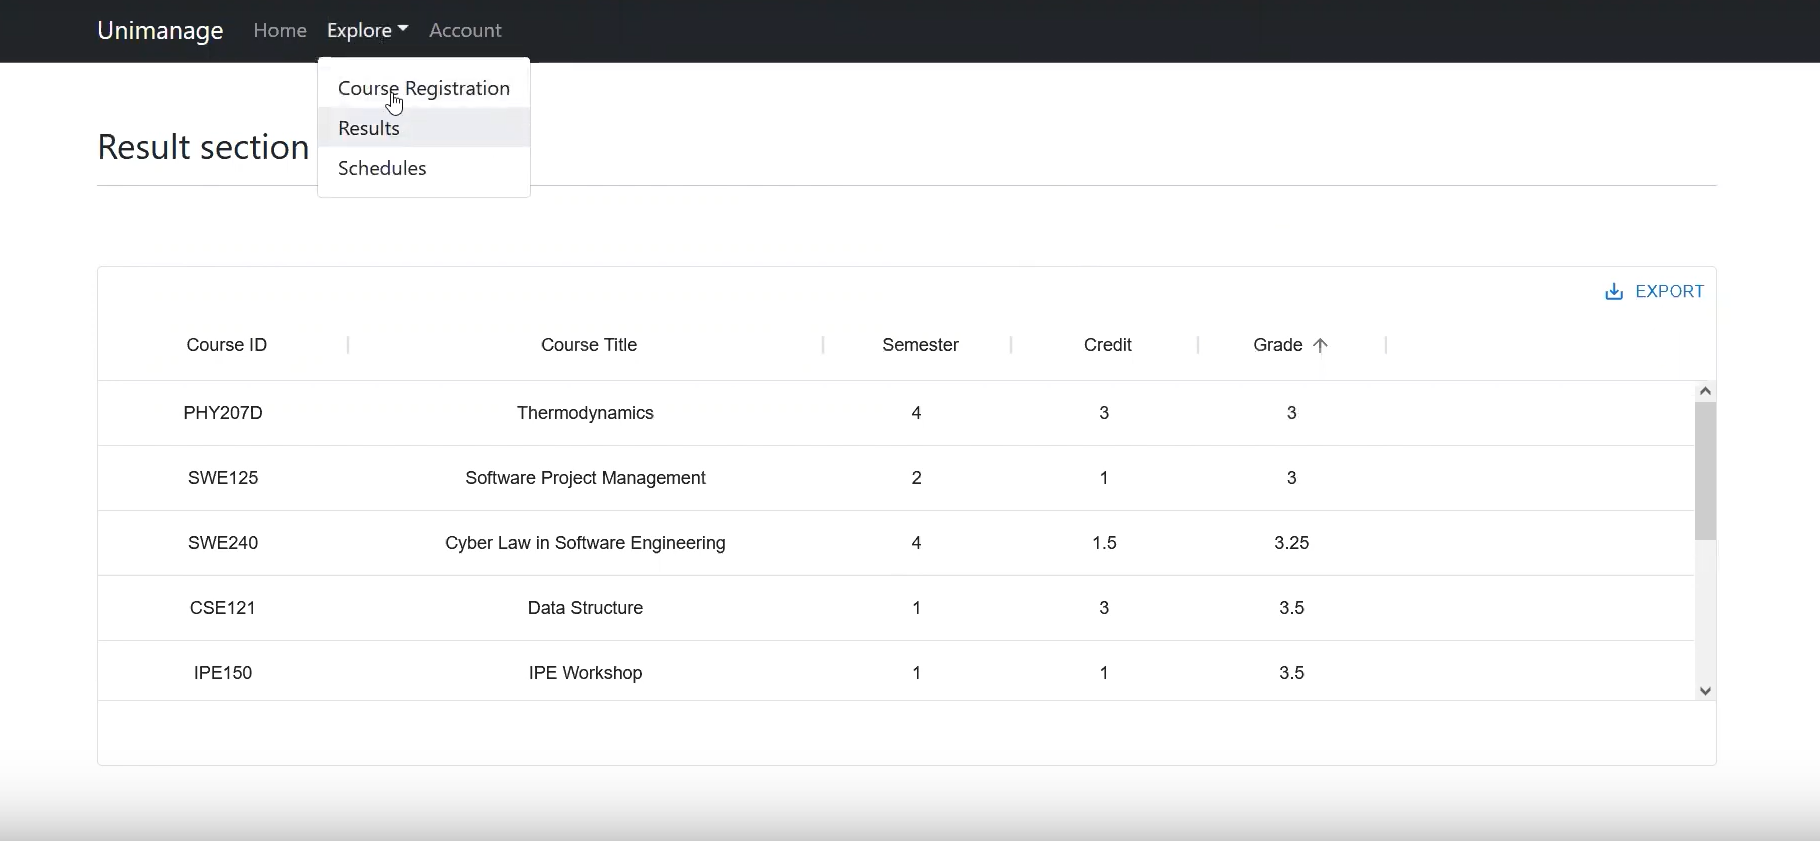 Unimanage Home Explore Account
Course Registration
Results
Schedules
Result section
EXPORT
Course ID Course Title Semester Credit Grade
PHY207D Thermodynamics 4 3 3
SWE125 Software Project Management 2 1 3
SWE240 Cyber Law in Software Engineering 4 1.5 3.25
CSE121 Data Structure 1 3 3.5
IPE150 IPE Workshop 1 1 3.5